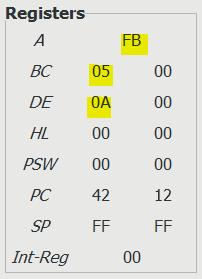 Registers
A FB
BC 05 00
DE 0A 00
HL 00 00
PSW 00 00
PC 42 12
SP FF FF
Int-Reg 00